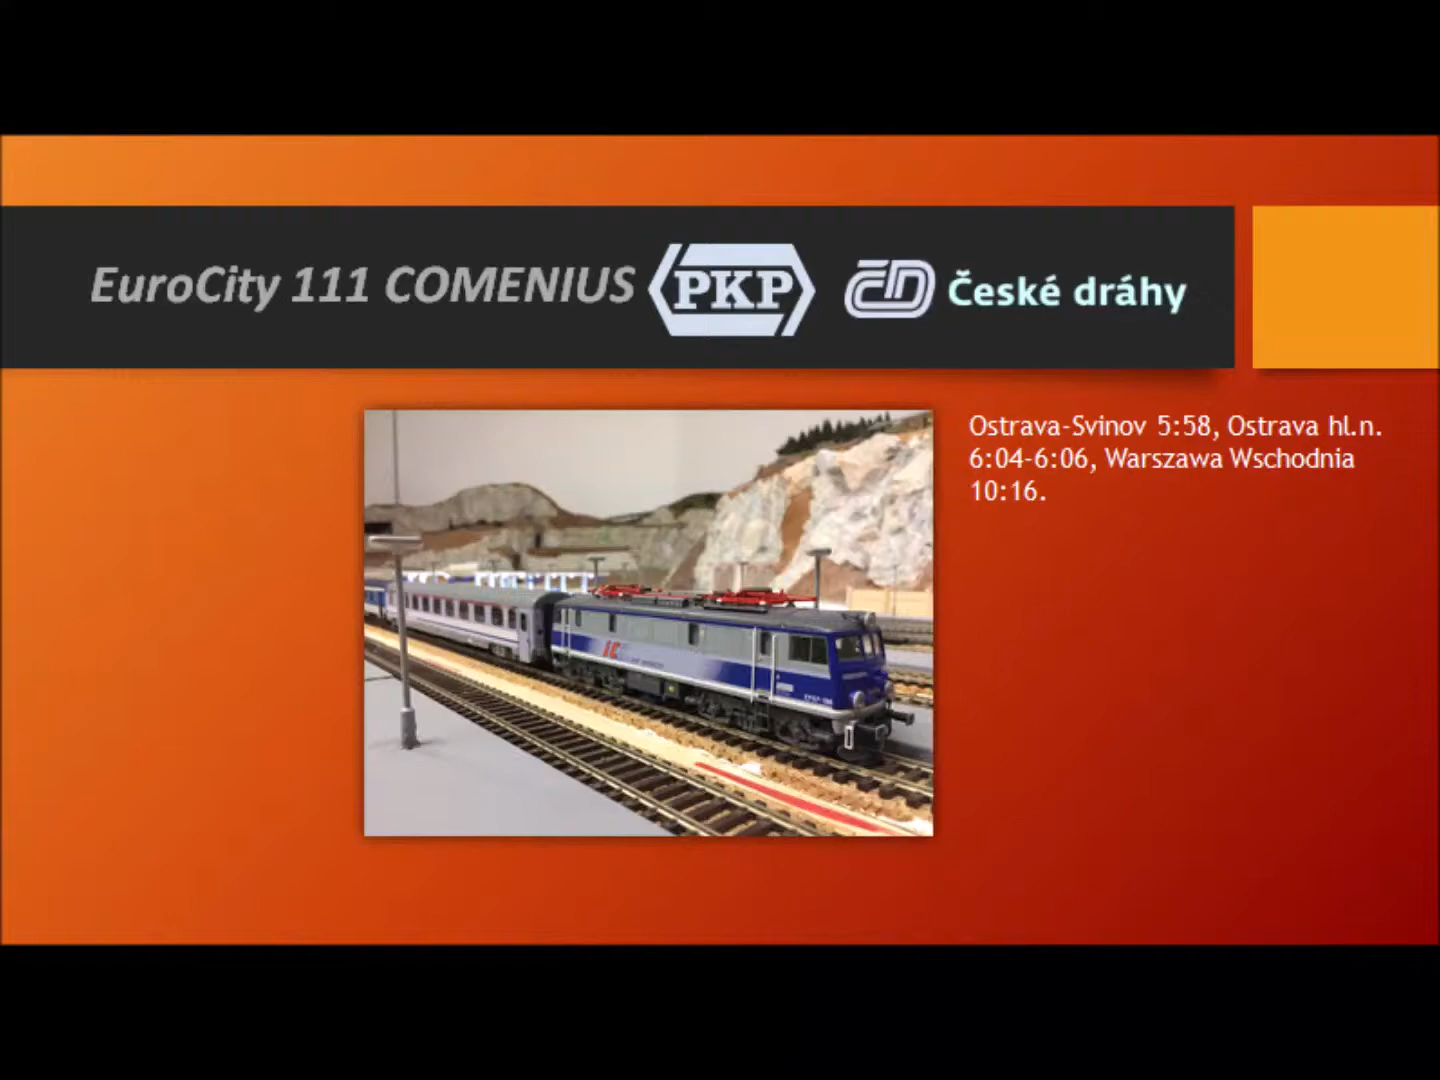 EuroCity 111 COMENIUS PKP ČD České dráhy
Ostrava-Svinov 5:58, Ostrava hl.n.
6:04-6:06, Warszawa Wschodnia
10:16.
IC